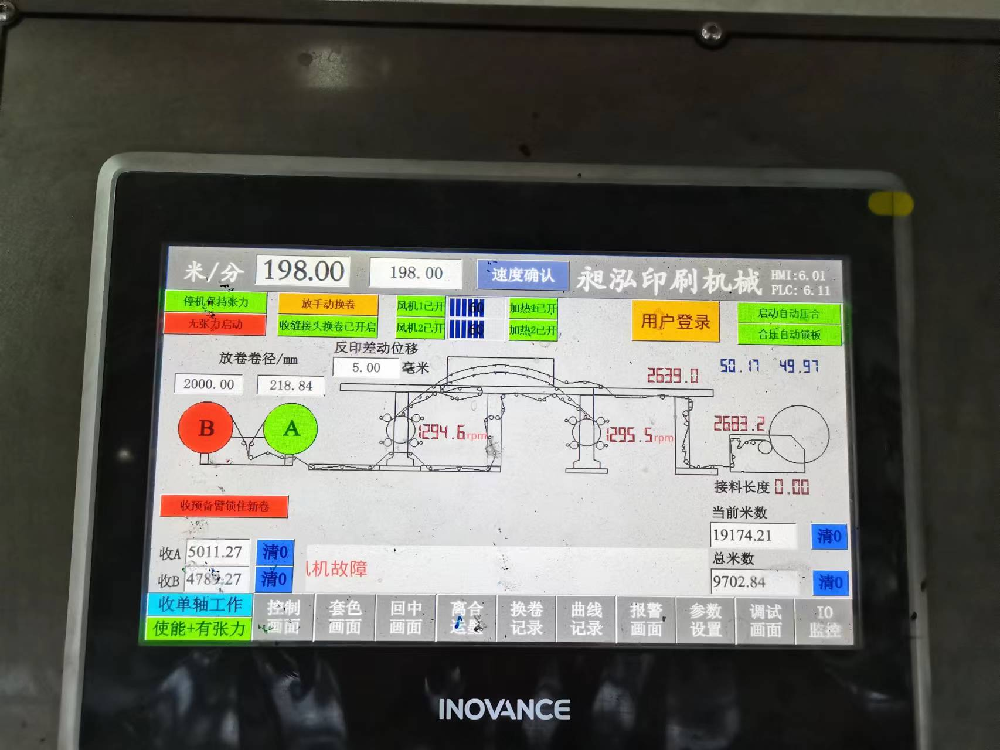 米/分 198.00 198.00 速度确认 昶泓印刷机械 HMI:6.01
PLC: 6.11
停机保持张力 放手动换卷 风机1已开 60 加热1已开 用户登录 启动自动压合
无张力启动 收缝接头换卷已开启 风机2已开 60 加热2已开 合压自动锁板
反印差动位移
放卷卷径/mm 5.00 毫米 50.17 49.97
2000.00 218.84 2639.0
B A 1294.6rpm 1295.5rpm 2683.2
接料长度 0.00
收预备臂锁住新卷
当前米数
19174.21 清0
收A 5011.27 清0
总米数
机故障
收B 4789.27 清0
9702.84 清0
收单轴工作
使能+有张力
控制画面 套色画面 回中画面 离合 换卷记录 曲线记录 报警画面 参数设置 调试画面 IO监控
INOVANCE